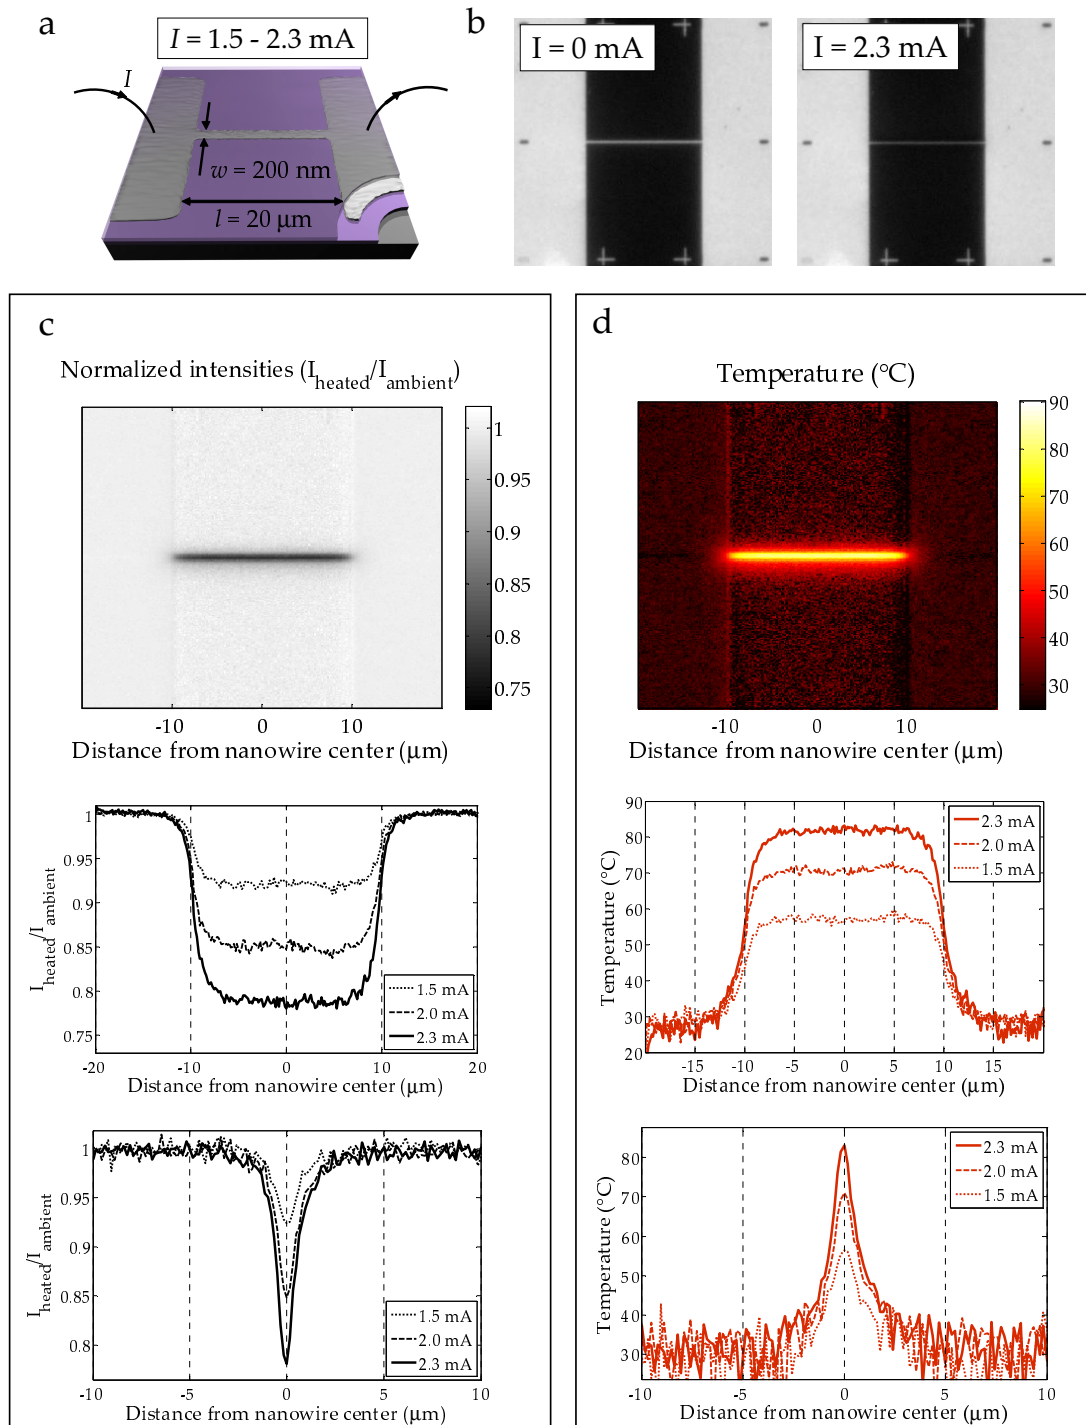 a
I = 1.5 - 2.3 mA
I
w = 200 nm
l = 20 μm
b
I = 0 mA
I = 2.3 mA
c
Normalized intensities (I_heated/I_ambient)
1
0.95
0.9
0.85
0.8
0.75
-10 0 10
Distance from nanowire center (μm)
I_heated/I_ambient
1
0.95
0.9
0.85
0.8
0.75
1.5 mA
2.0 mA
2.3 mA
-20 -10 0 10 20
Distance from nanowire center (μm)
I_heated/I_ambient
1
0.95
0.9
0.85
0.8
1.5 mA
2.0 mA
2.3 mA
-10 -5 0 5 10
Distance from nanowire center (μm)
d
Temperature (°C)
90
80
70
60
50
40
30
-10 0 10
Distance from nanowire center (μm)
Temperature (°C)
90
80
70
60
50
40
30
20
2.3 mA
2.0 mA
1.5 mA
-15 -10 -5 0 5 10 15
Distance from nanowire center (μm)
Temperature (°C)
80
70
60
50
40
30
2.3 mA
2.0 mA
1.5 mA
-10 -5 0 5 10
Distance from nanowire center (μm)